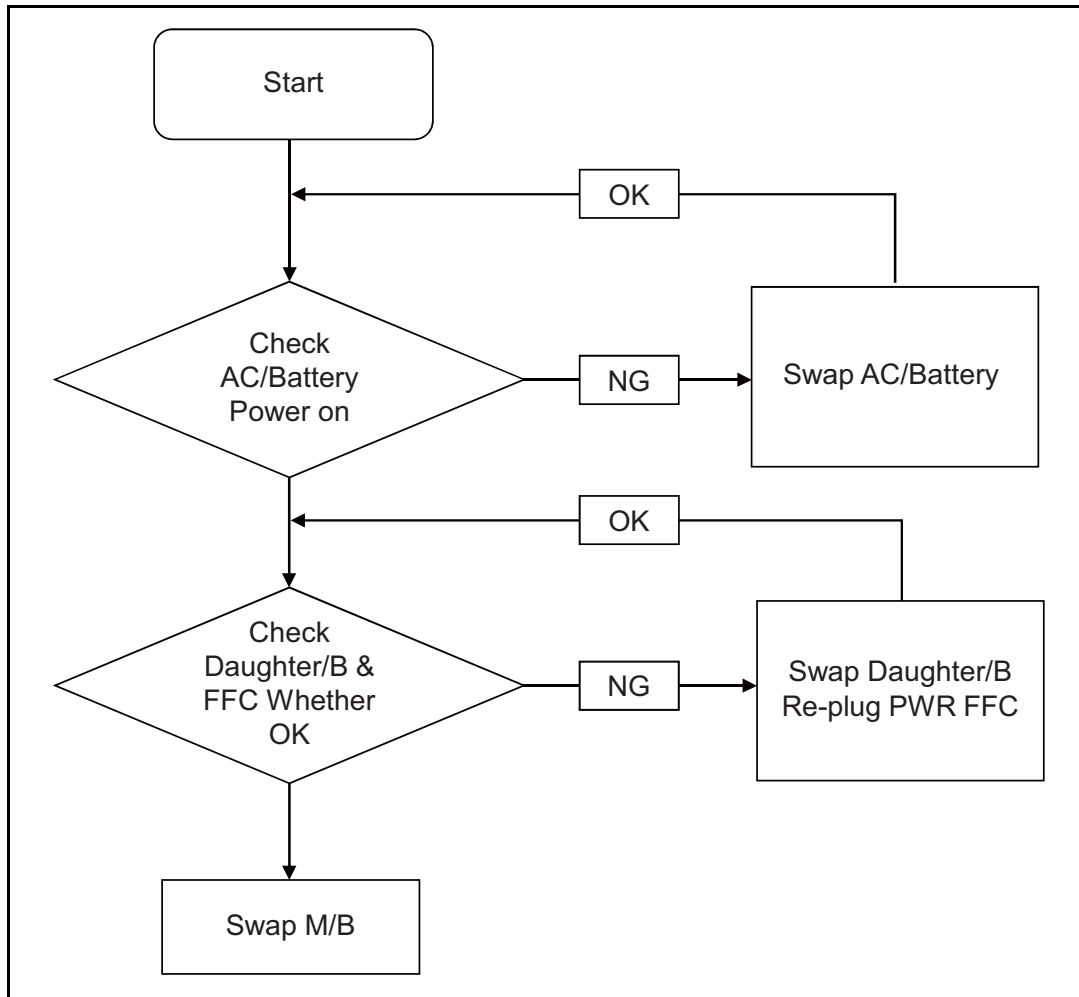 Start
OK
Check
AC/Battery
Power on
NG
Swap AC/Battery
OK
Check
Daughter/B &
FFC Whether
OK
NG
Swap Daughter/B
Re-plug PWR FFC
Swap M/B